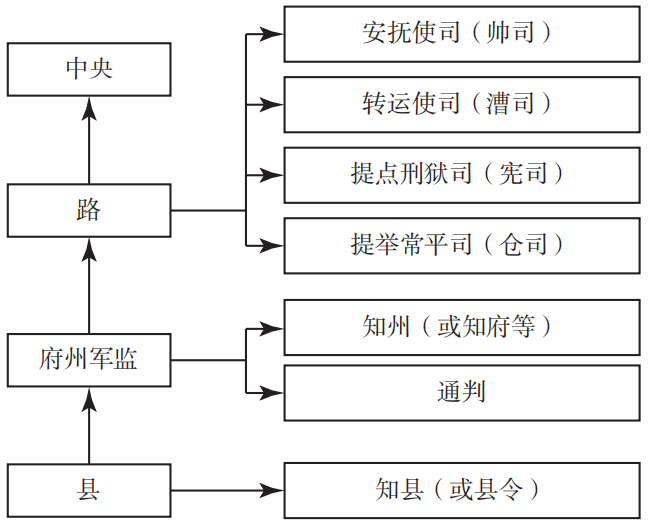 中央
路
安抚使司（帅司）
转运使司（漕司）
提点刑狱司（宪司）
提举常平司（仓司）
府州军监
知州（或知府等）
通判
县
知县（或县令）